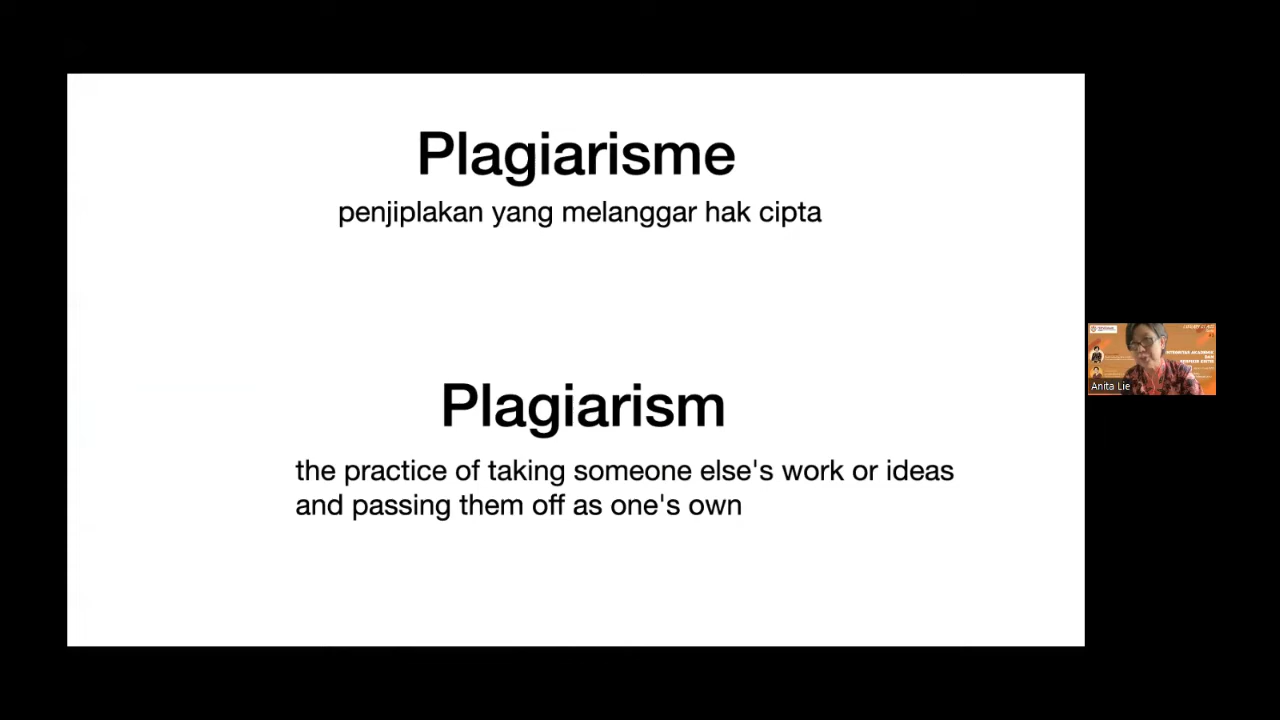 Plagiarisme
penjiplakan yang melanggar hak cipta
Plagiarism
the practice of taking someone else's work or ideas
and passing them off as one's own
Anita Lie